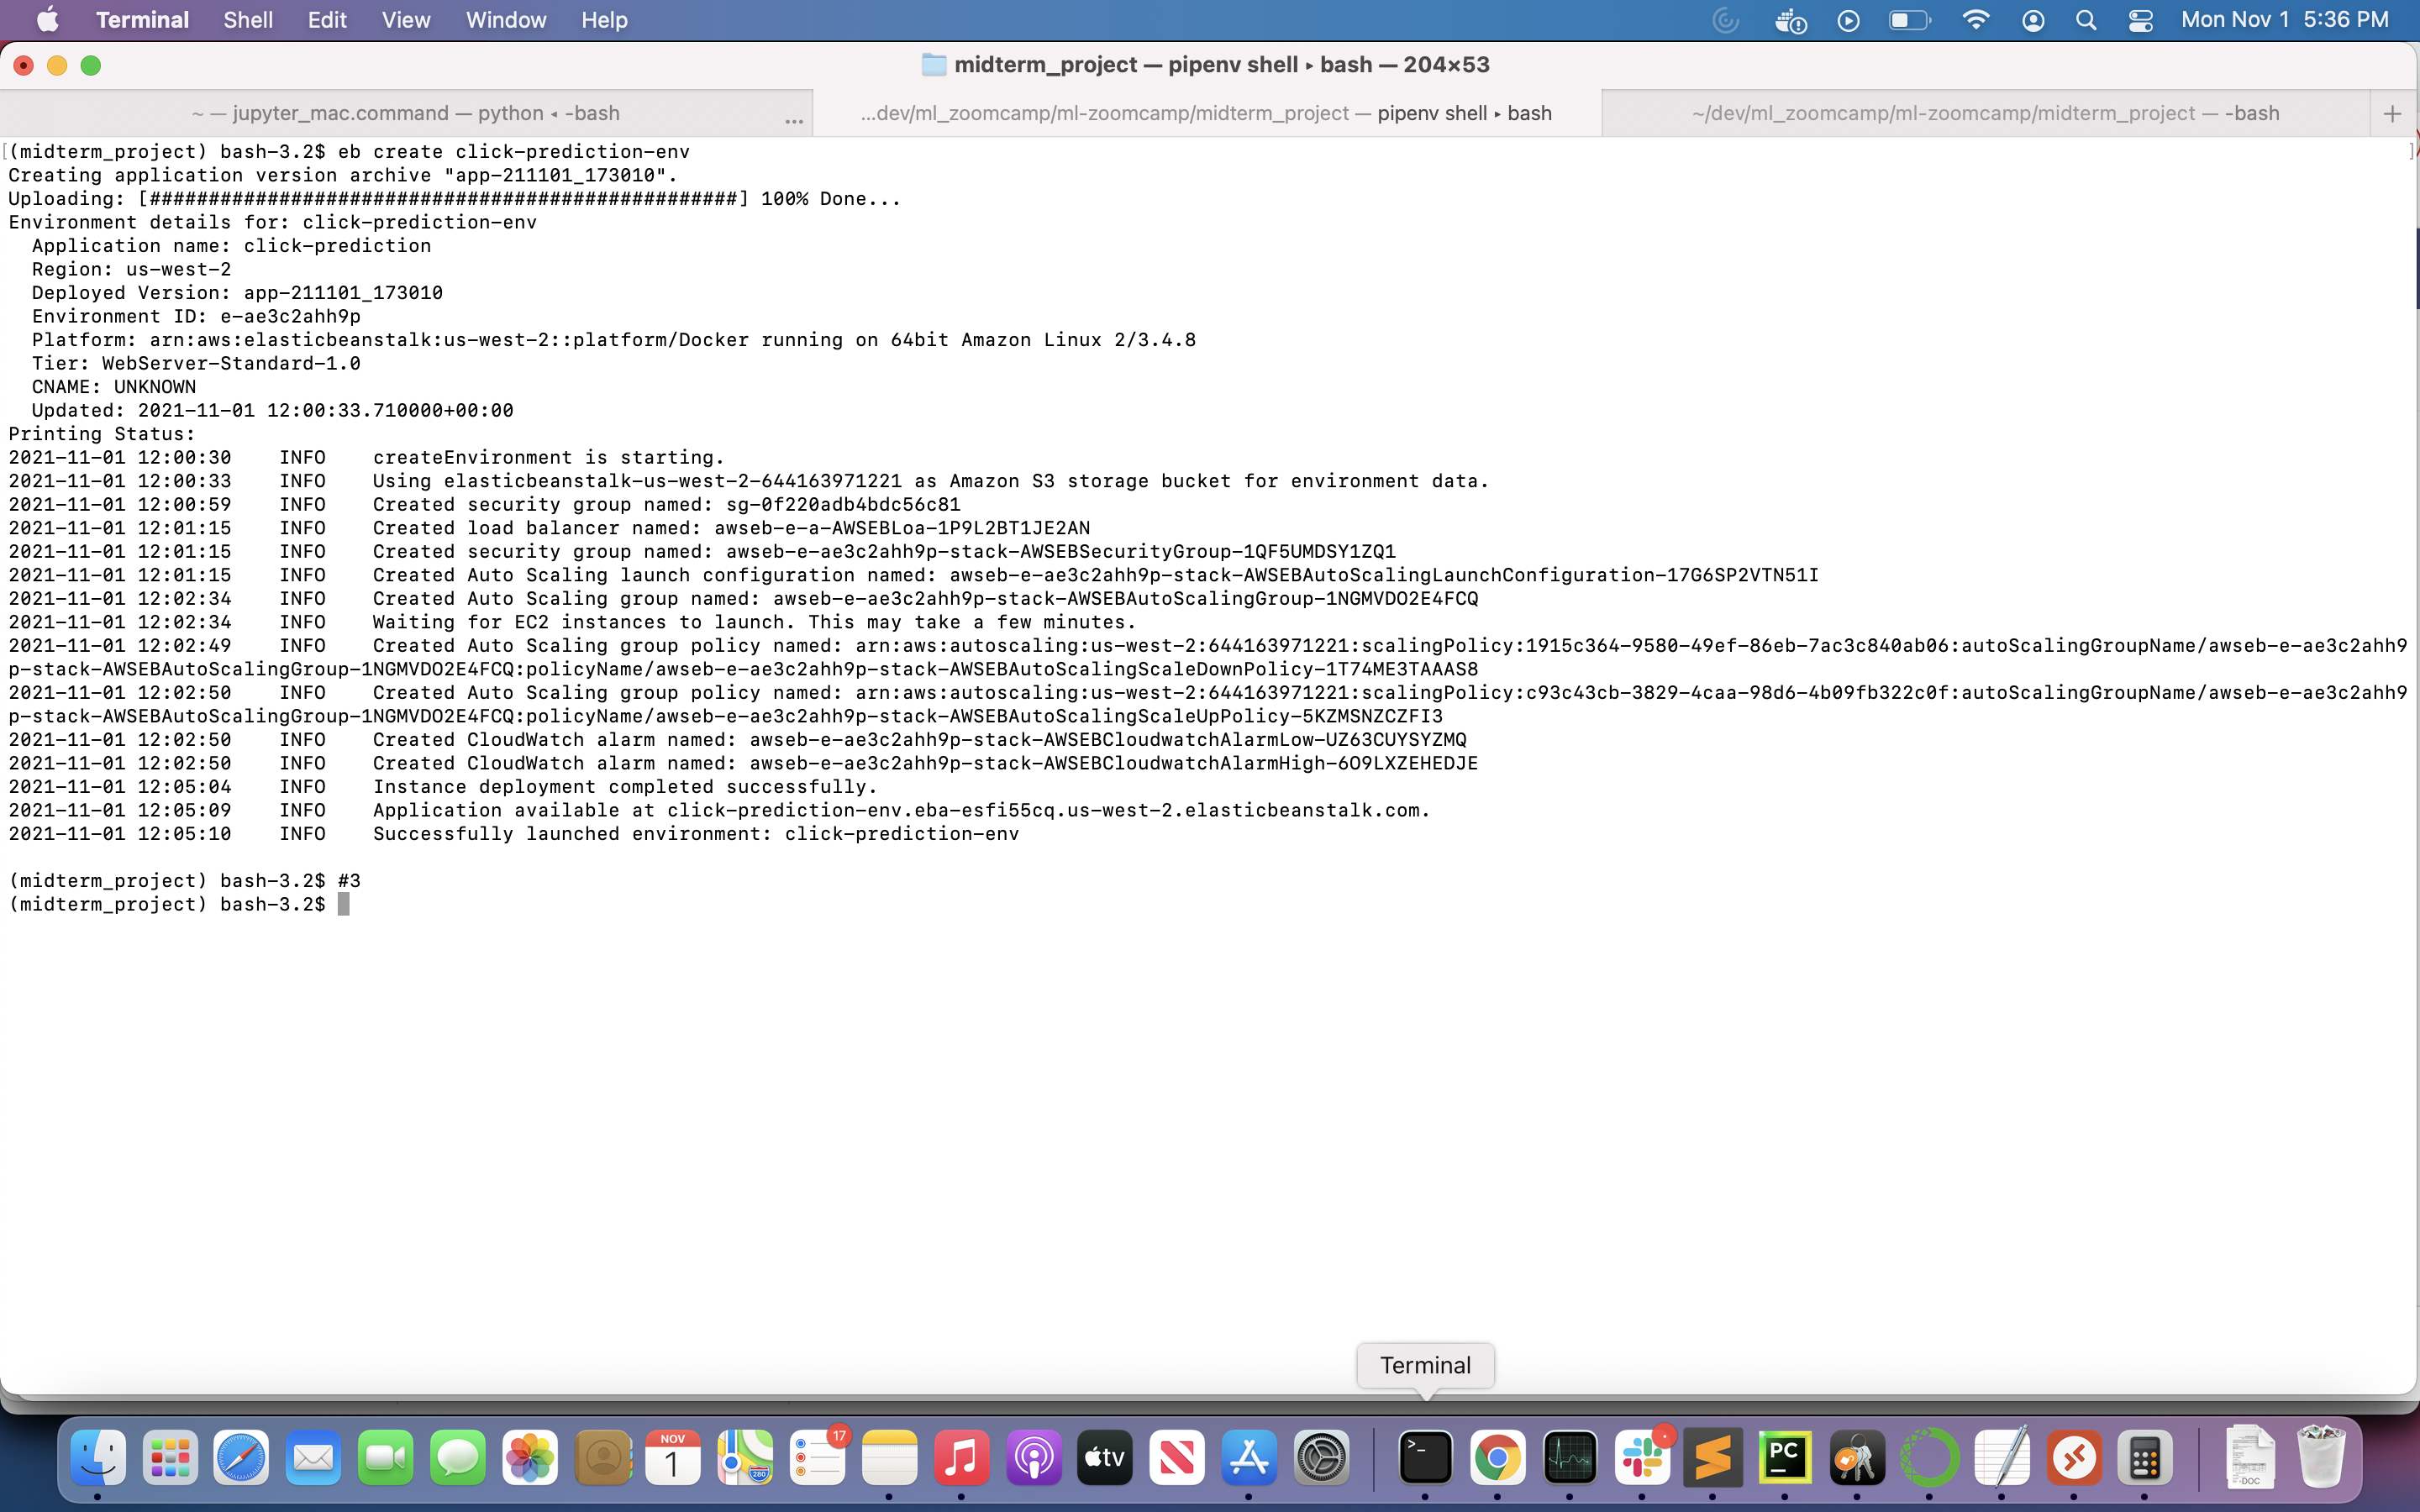 Terminal Shell Edit View Window Help Mon Nov 1 5:36 PM
midterm_project — pipenv shell ▸ bash — 204×53
~ — jupyter_mac.command — python ◂ -bash ... ...dev/ml_zoomcamp/ml-zoomcamp/midterm_project — pipenv shell ▸ bash ~/dev/ml_zoomcamp/ml-zoomcamp/midterm_project — -bash +
[(midterm_project) bash-3.2$ eb create click-prediction-env ]
Creating application version archive "app-211101_173010".
Uploading: [##################################################] 100% Done...
Environment details for: click-prediction-env
  Application name: click-prediction
  Region: us-west-2
  Deployed Version: app-211101_173010
  Environment ID: e-ae3c2ahh9p
  Platform: arn:aws:elasticbeanstalk:us-west-2::platform/Docker running on 64bit Amazon Linux 2/3.4.8
  Tier: WebServer-Standard-1.0
  CNAME: UNKNOWN
  Updated: 2021-11-01 12:00:33.710000+00:00
Printing Status:
2021-11-01 12:00:30    INFO    createEnvironment is starting.
2021-11-01 12:00:33    INFO    Using elasticbeanstalk-us-west-2-644163971221 as Amazon S3 storage bucket for environment data.
2021-11-01 12:00:59    INFO    Created security group named: sg-0f220adb4bdc56c81
2021-11-01 12:01:15    INFO    Created load balancer named: awseb-e-a-AWSEBLoa-1P9L2BT1JE2AN
2021-11-01 12:01:15    INFO    Created security group named: awseb-e-ae3c2ahh9p-stack-AWSEBSecurityGroup-1QF5UMDSY1ZQ1
2021-11-01 12:01:15    INFO    Created Auto Scaling launch configuration named: awseb-e-ae3c2ahh9p-stack-AWSEBAutoScalingLaunchConfiguration-17G6SP2VTN51I
2021-11-01 12:02:34    INFO    Created Auto Scaling group named: awseb-e-ae3c2ahh9p-stack-AWSEBAutoScalingGroup-1NGMVDO2E4FCQ
2021-11-01 12:02:34    INFO    Waiting for EC2 instances to launch. This may take a few minutes.
2021-11-01 12:02:49    INFO    Created Auto Scaling group policy named: arn:aws:autoscaling:us-west-2:644163971221:scalingPolicy:1915c364-9580-49ef-86eb-7ac3c840ab06:autoScalingGroupName/awseb-e-ae3c2ahh9
p-stack-AWSEBAutoScalingGroup-1NGMVDO2E4FCQ:policyName/awseb-e-ae3c2ahh9p-stack-AWSEBAutoScalingScaleDownPolicy-1T74ME3TAAAS8
2021-11-01 12:02:50    INFO    Created Auto Scaling group policy named: arn:aws:autoscaling:us-west-2:644163971221:scalingPolicy:c93c43cb-3829-4caa-98d6-4b09fb322c0f:autoScalingGroupName/awseb-e-ae3c2ahh9
p-stack-AWSEBAutoScalingGroup-1NGMVDO2E4FCQ:policyName/awseb-e-ae3c2ahh9p-stack-AWSEBAutoScalingScaleUpPolicy-5KZMSNZCZFI3
2021-11-01 12:02:50    INFO    Created CloudWatch alarm named: awseb-e-ae3c2ahh9p-stack-AWSEBCloudwatchAlarmLow-UZ63CUYSYZMQ
2021-11-01 12:02:50    INFO    Created CloudWatch alarm named: awseb-e-ae3c2ahh9p-stack-AWSEBCloudwatchAlarmHigh-6O9LXZEHEDJE
2021-11-01 12:05:04    INFO    Instance deployment completed successfully.
2021-11-01 12:05:09    INFO    Application available at click-prediction-env.eba-esfi55cq.us-west-2.elasticbeanstalk.com.
2021-11-01 12:05:10    INFO    Successfully launched environment: click-prediction-env
(midterm_project) bash-3.2$ #3
(midterm_project) bash-3.2$
Terminal
NOV
1
280
17
tv
>_
PC
-DOC